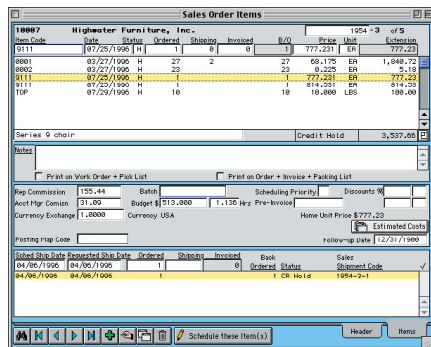 Sales Order Items
10007 Highwater Furniture, Inc. 1954 -3 of 5
Item Code Date Status Ordered Shipping Invoiced B/O Price Unit Extension
9111 07/25/1996 H 1 0 0 1 777.231 EA 777.23
0001 03/27/1996 H 27 2 27 68.175 EA 1,840.72
0002 03/27/1996 H 23 23 0.225 EA 5.18
9111 07/25/1996 H 1 1 777.231 EA 777.23
9111 07/25/1996 H 1 1 814.531 EA 814.53
TOP 07/29/1996 H 10 10 10.000 LBS 100.00
Series 9 chair Credit Hold 3,537.66
Notes
Print on Work Order + Pick List Print on Order + Invoice + Packing List
Rep Commission 155.44 Batch Scheduling Priority Discounts %
Acct Mgr Comisn 31.09 Budget $ 513.000 1.136 Hrs Pre-Invoice
Currency Exchange 1.0000 Currency USA Home Unit Price $777.23
Estimated Costs
Posting Map Code Follow-up Date 12/31/1900
Sched Ship Date Requested Ship Date Ordered Shipping Invoiced Back Ordered Status Sales Shipment Code
04/06/1996 04/06/1996 1 0 1 CR Hold 1954-3-1
04/06/1996 04/06/1996 1 1 CR Hold 1954-3-1
Schedule these Item(s) Header Items